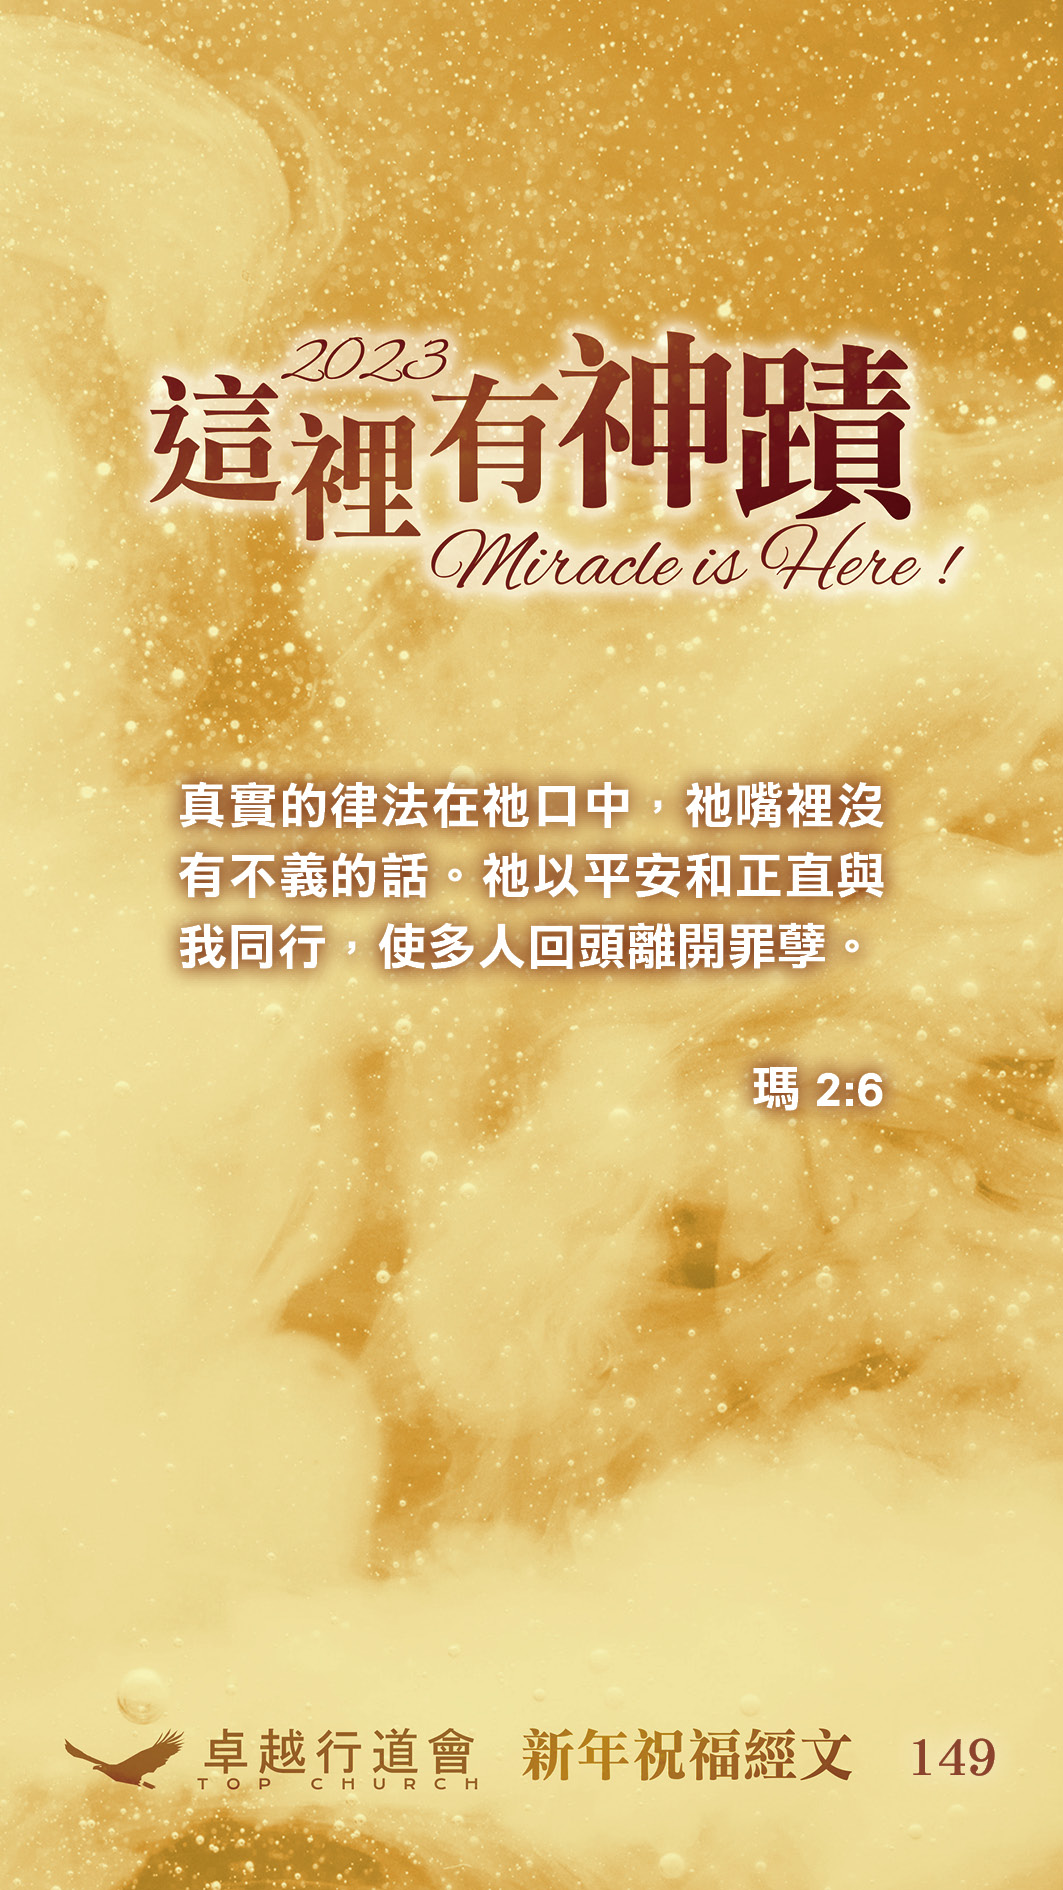 2023
這裡有神蹟
Miracle is Here !
真實的律法在祂口中，祂嘴裡沒
有不義的話。祂以平安和正直與
我同行，使多人回頭離開罪孽。
瑪 2:6
卓越行道會 新年祝福經文 149
TOP CHURCH